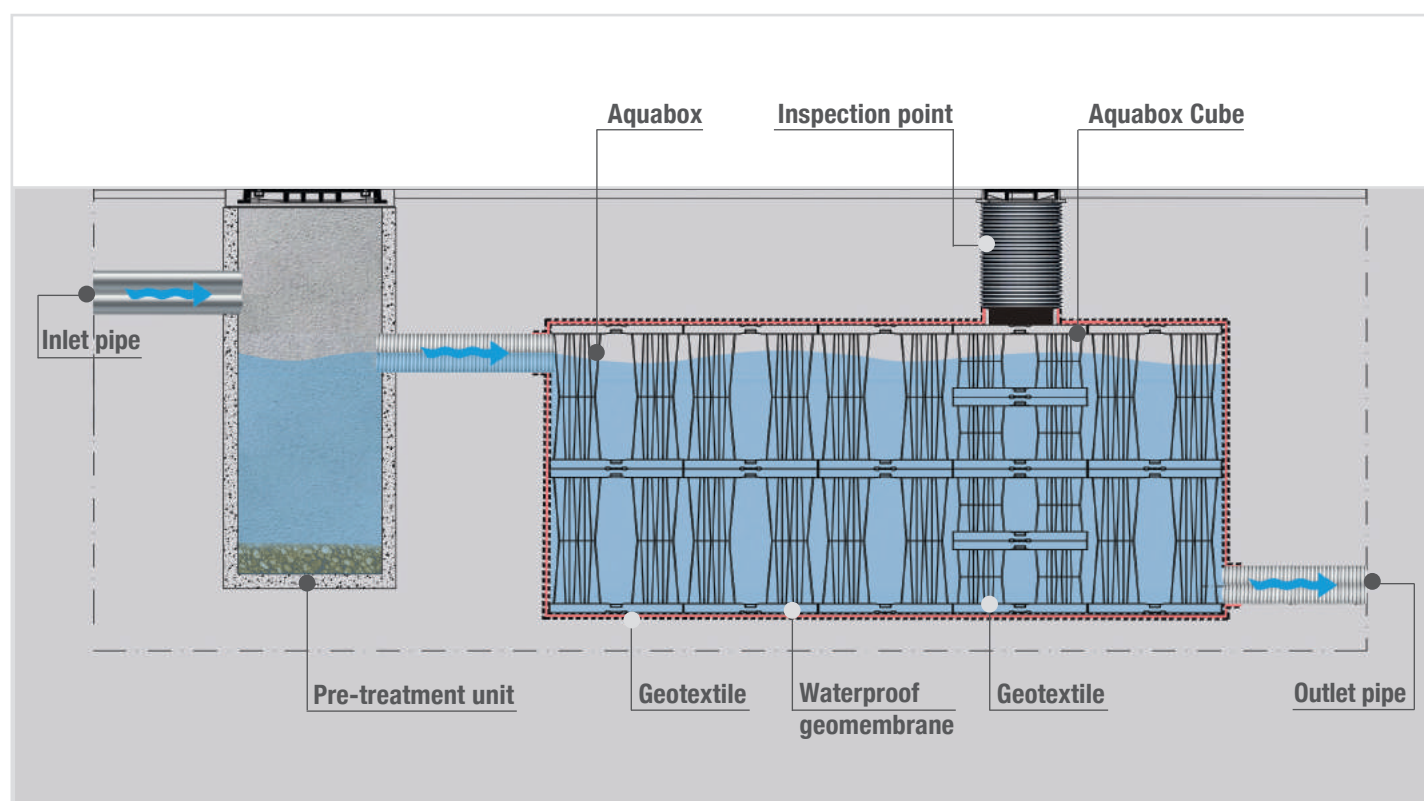 Aquabox
Inspection point
Aquabox Cube
Inlet pipe
Pre-treatment unit
Geotextile
Waterproof
geomembrane
Geotextile
Outlet pipe